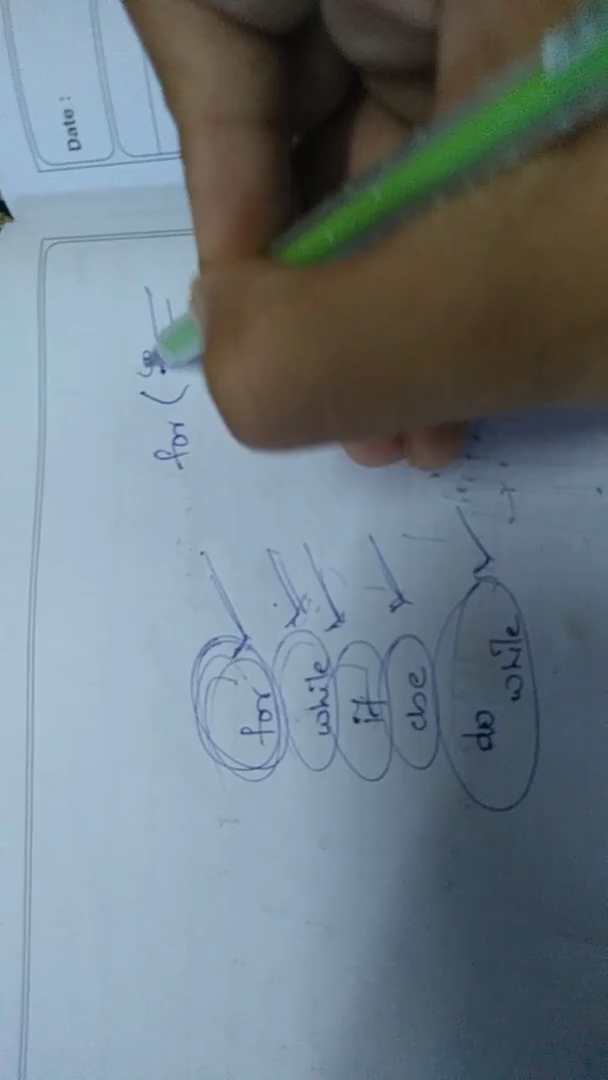 Date :
for (
for
while
if
else
do while